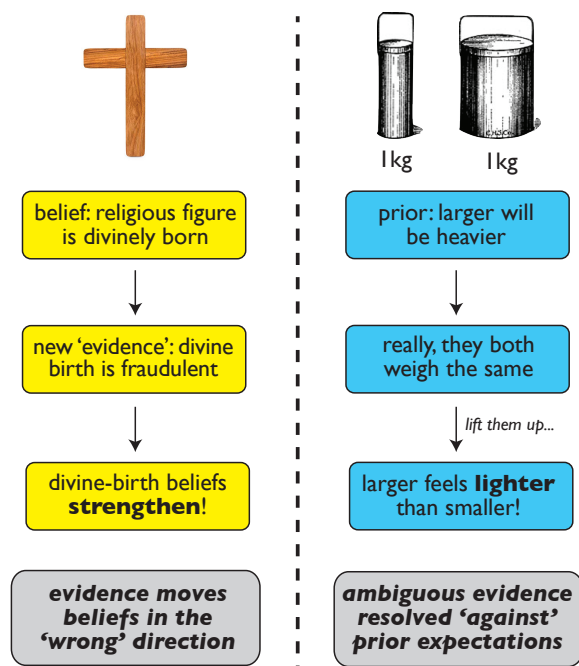 belief: religious figure
is divinely born
new ‘evidence’: divine
birth is fraudulent
divine-birth beliefs
strengthen!
evidence moves
beliefs in the
‘wrong’ direction
1kg
1kg
prior: larger will
be heavier
really, they both
weigh the same
lift them up...
larger feels lighter
than smaller!
ambiguous evidence
resolved ‘against’
prior expectations